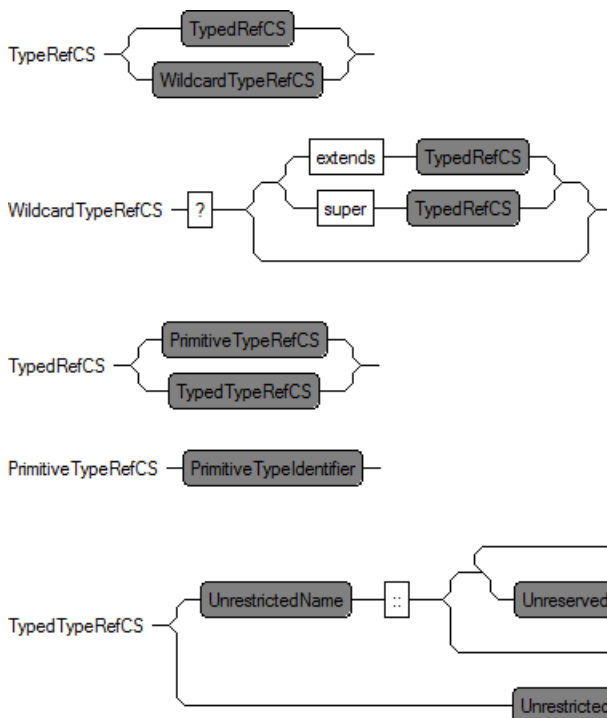 TypedRefCS
TypeRefCS
WildcardTypeRefCS
extends TypedRefCS
WildcardTypeRefCS ?
super TypedRefCS
PrimitiveTypeRefCS
TypedRefCS
TypedTypeRefCS
PrimitiveTypeRefCS PrimitiveTypeIdentifier
UnrestrictedName :: Unreserved
TypedTypeRefCS
Unrestricted